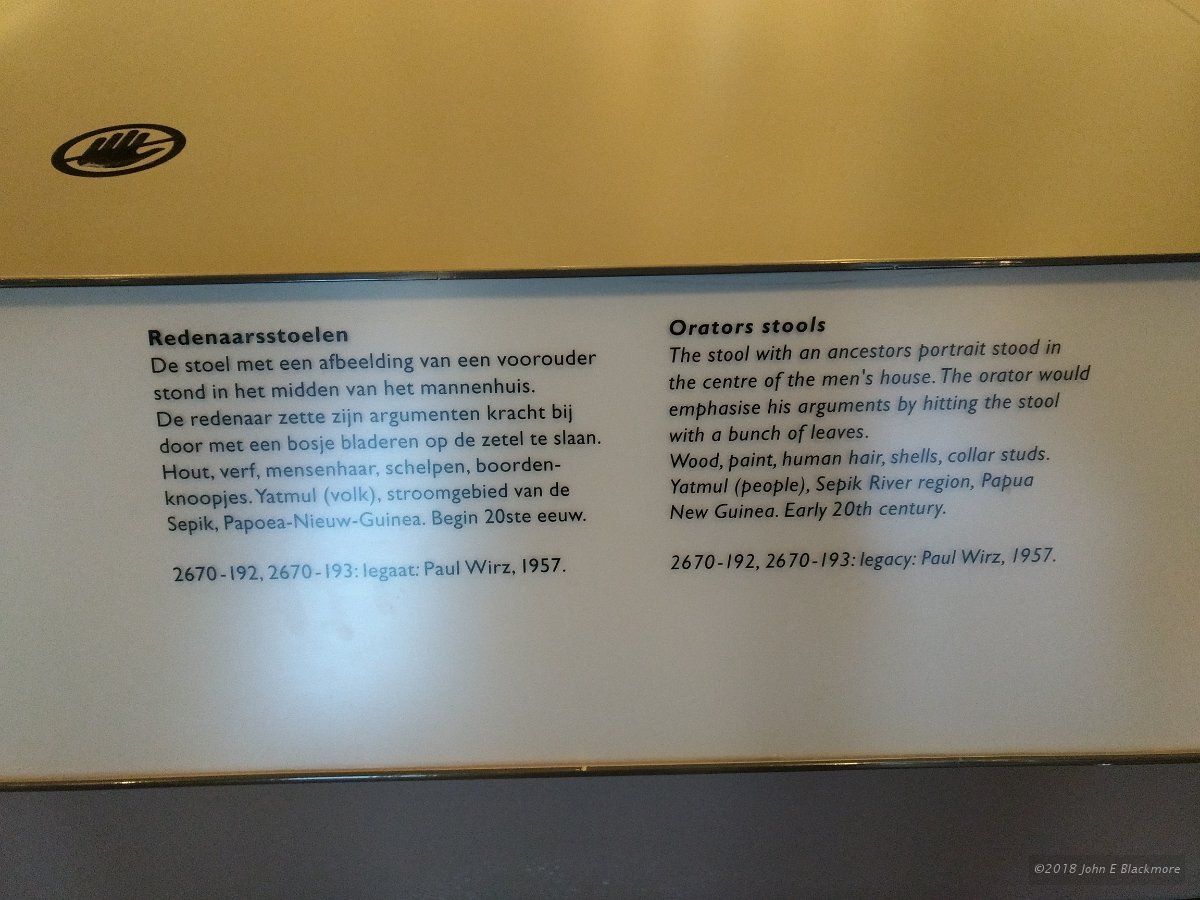 Redenaarsstoelen
De stoel met een afbeelding van een voorouder
stond in het midden van het mannenhuis.
De redenaar zette zijn argumenten kracht bij
door met een bosje bladeren op de zetel te slaan.
Hout, verf, mensenhaar, schelpen, boorden-
knoopjes. Yatmul (volk), stroomgebied van de
Sepik, Papoea-Nieuw-Guinea. Begin 20ste eeuw.
2670-192, 2670-193: legaat: Paul Wirz, 1957.
Orators stools
The stool with an ancestors portrait stood in
the centre of the men's house. The orator would
emphasise his arguments by hitting the stool
with a bunch of leaves.
Wood, paint, human hair, shells, collar studs.
Yatmul (people), Sepik River region, Papua
New Guinea. Early 20th century.
2670-192, 2670-193: legacy: Paul Wirz, 1957.
©2018 John E Blackmore